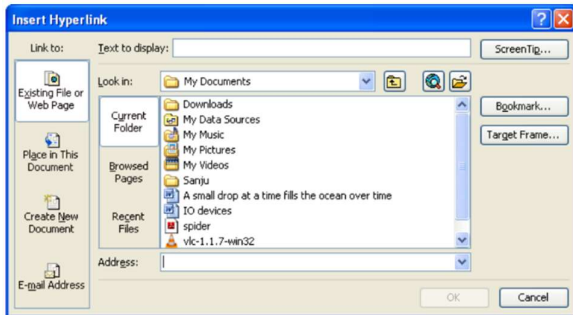 Insert Hyperlink
Link to:
Text to display:
ScreenTip...
Existing File or
Web Page
Look in:
My Documents
Bookmark...
Target Frame...
Current
Folder
Browsed
Pages
Recent
Files
Downloads
My Data Sources
My Music
My Pictures
My Videos
Sanju
A small drop at a time fills the ocean over time
IO devices
spider
vlc-1.1.7-win32
Place in This
Document
Create New
Document
E-mail Address
Address:
OK
Cancel